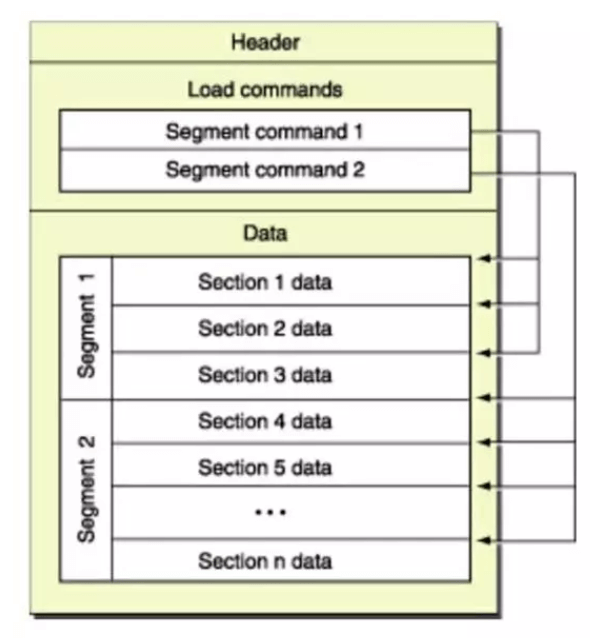 Header
Load commands
Segment command 1
Segment command 2
Data
Segment 1
Section 1 data
Section 2 data
Section 3 data
Segment 2
Section 4 data
Section 5 data
...
Section n data